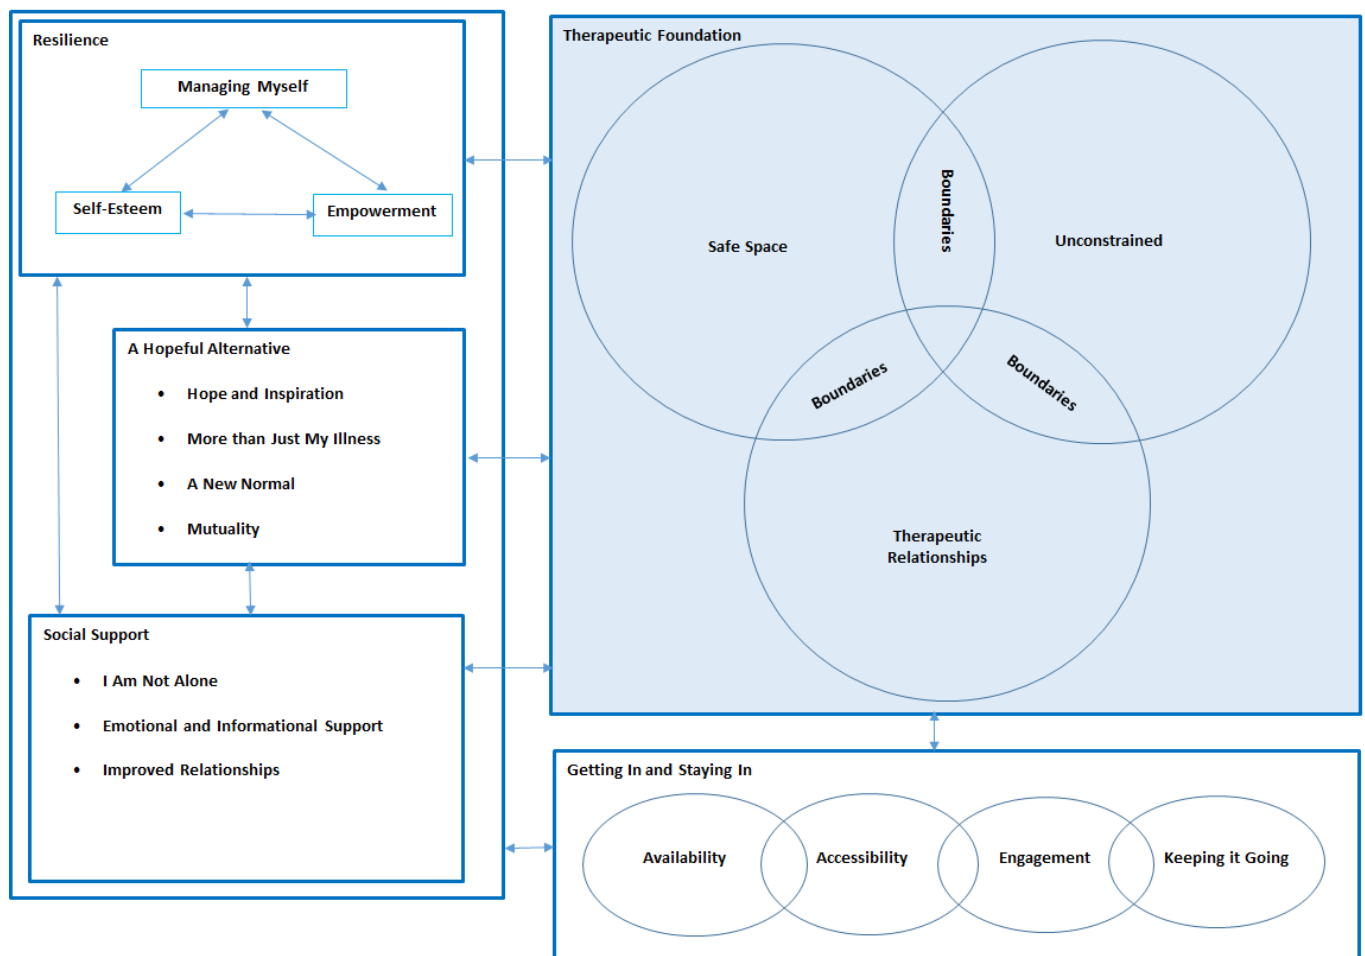 Resilience
Managing Myself
Self-Esteem
Empowerment
A Hopeful Alternative
• Hope and Inspiration
• More than Just My Illness
• A New Normal
• Mutuality
Social Support
• I Am Not Alone
• Emotional and Informational Support
• Improved Relationships
Therapeutic Foundation
Safe Space
Boundaries
Unconstrained
Boundaries
Boundaries
Therapeutic
Relationships
Getting In and Staying In
Availability
Accessibility
Engagement
Keeping it Going